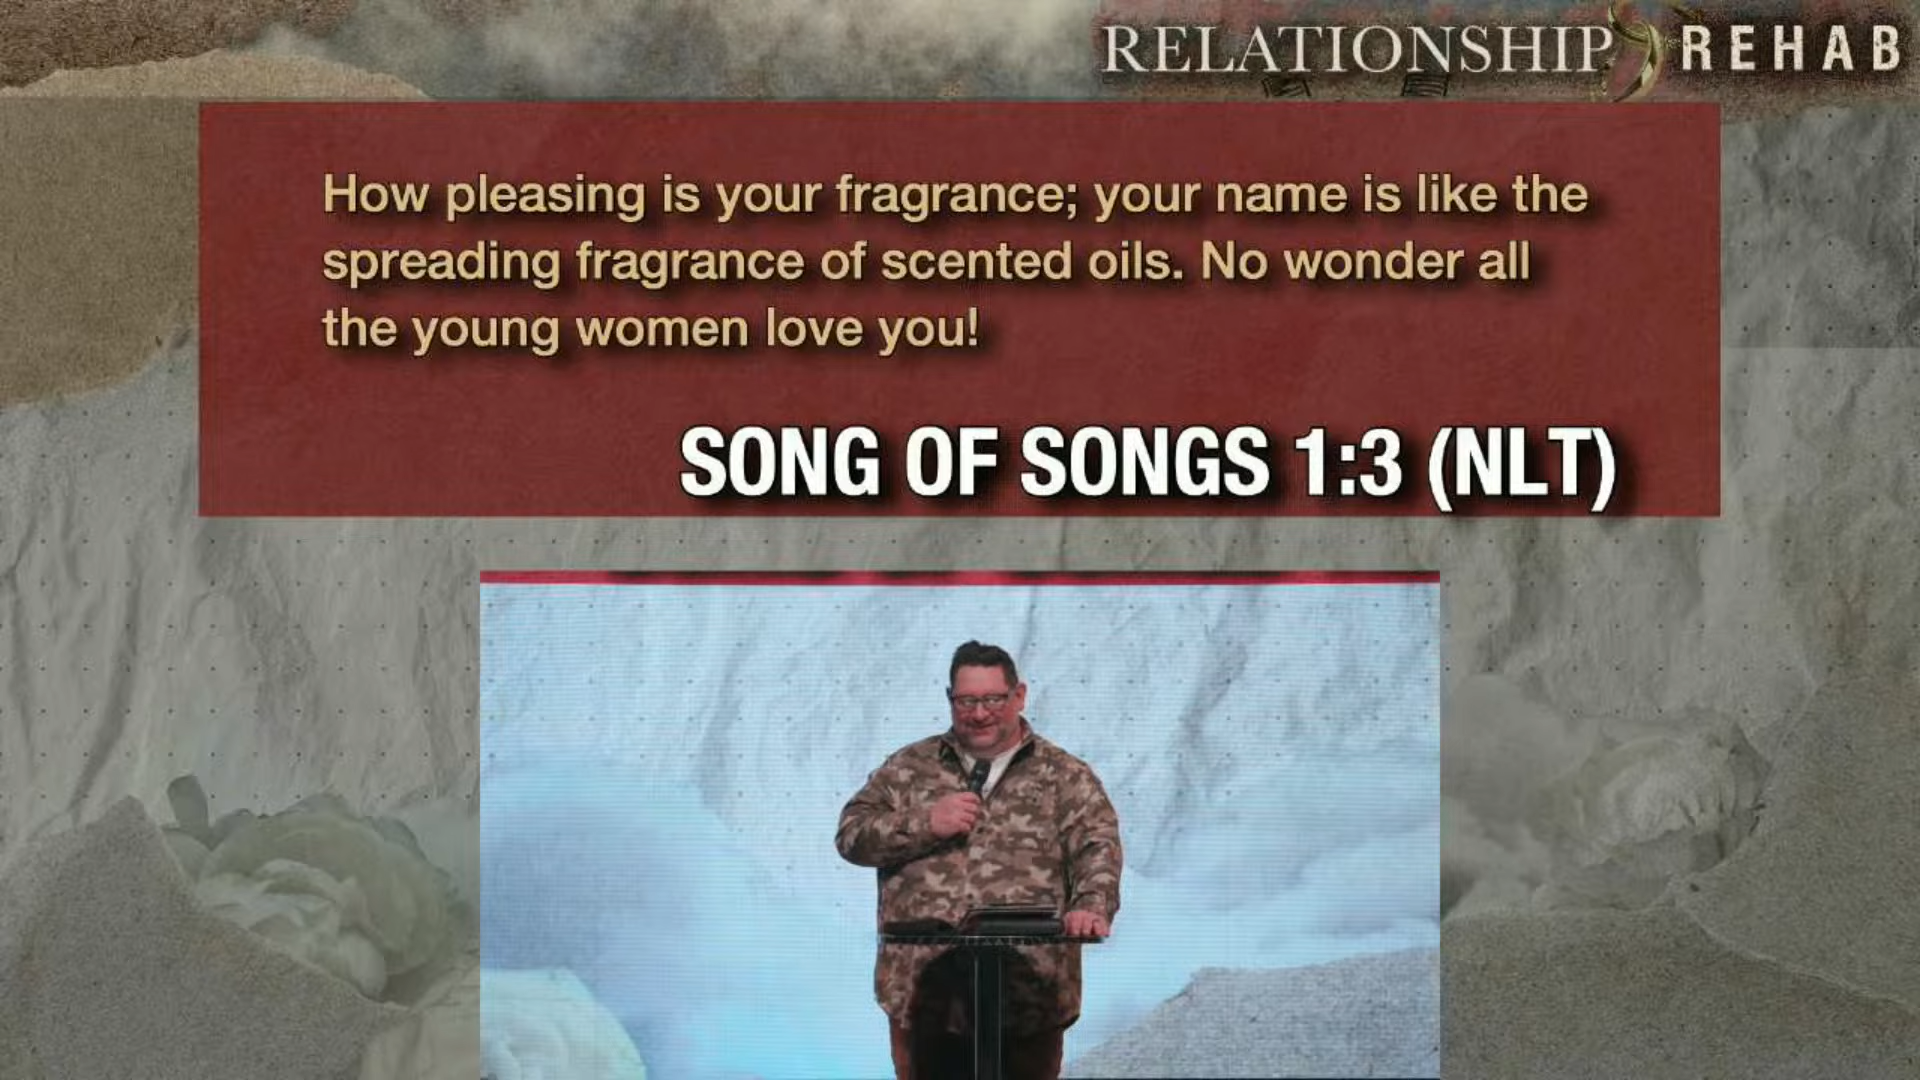 RELATIONSHIP REHAB
How pleasing is your fragrance; your name is like the
spreading fragrance of scented oils. No wonder all
the young women love you!
SONG OF SONGS 1:3 (NLT)